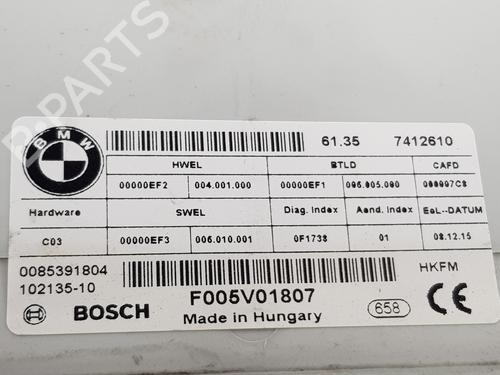 BMW
61.35 7412610
HWEL BTLD CAFD
00000EF2 004.001.000 00000EF1 006.005.000 000007C8
Hardware SWEL Diag. Index Aend. Index EoL--DATUM
C03 00000EF3 006.010.001 0F1738 01 08.12.15
0085391804
102135-10
HKFM
BOSCH F005V01807 658 CE
Made in Hungary